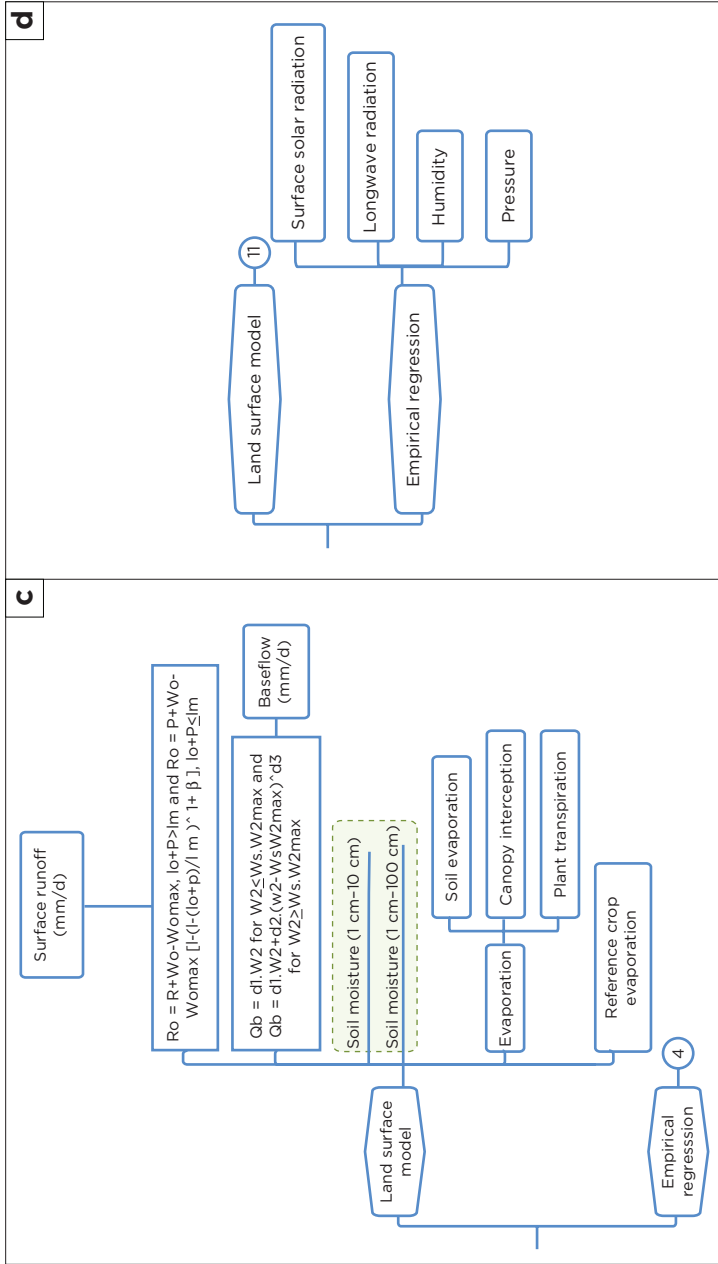 c
Surface runoff
(mm/d)
Ro = R+Wo-Womax, Io+P>Im and Ro = P+Wo-
Womax [I-(I-(Io+p)/I m )^ 1+ β ], Io+P≤Im
Qb = d1.W2 for W2≤Ws.W2max and
Qb = d1.W2+d2.(w2-WsW2max)^d3
for W2≥Ws.W2max
Baseflow
(mm/d)
Soil moisture (1 cm–10 cm)
Soil moisture (1 cm–100 cm)
Land surface
model
Evaporation
Soil evaporation
Canopy interception
Plant transpiration
Reference crop
evaporation
Empirical
regresssion
4
d
Land surface model
11
Empirical regression
Surface solar radiation
Longwave radiation
Humidity
Pressure